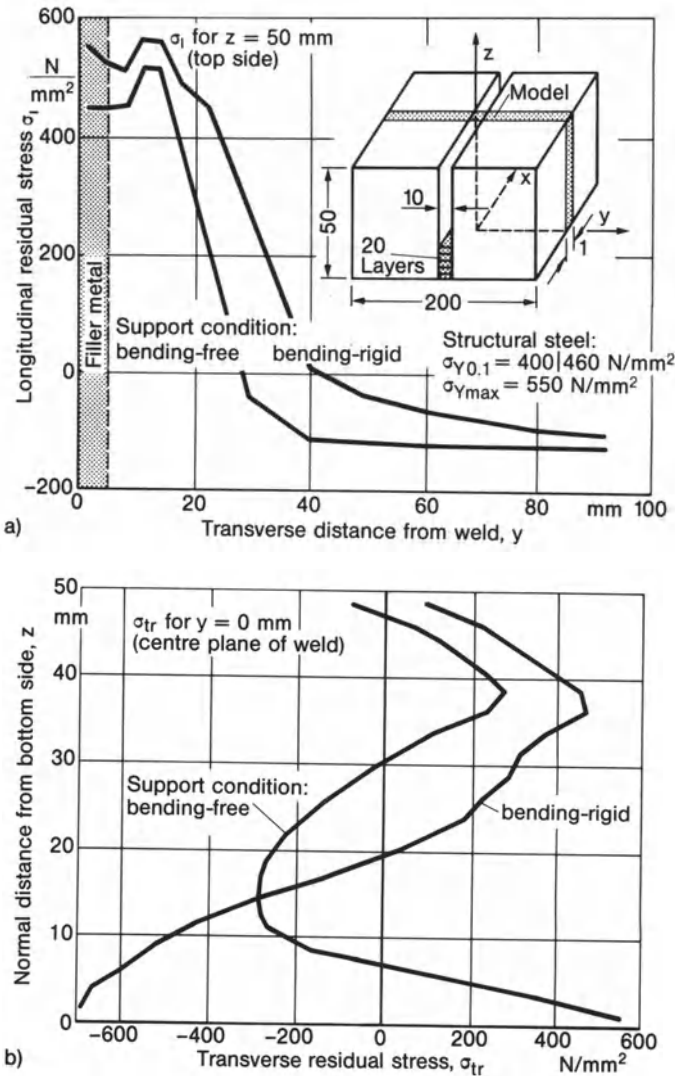 600
N
mm²
400
200
0
−200
Longitudinal residual stress σₗ
σₗ for z = 50 mm
(top side)
Filler metal
z
Model
x
y
10
50
20
Layers
200
1
Support condition:
bending-free
bending-rigid
Structural steel:
σY0.1 = 400|460 N/mm²
σYmax = 550 N/mm²
0 20 40 60 80 mm 100
a) Transverse distance from weld, y
50
mm
40
30
20
10
0
Normal distance from bottom side, z
σtr for y = 0 mm
(centre plane of weld)
Support condition:
bending-free
bending-rigid
−600 −400 −200 0 200 400 600
b) Transverse residual stress, σtr N/mm²